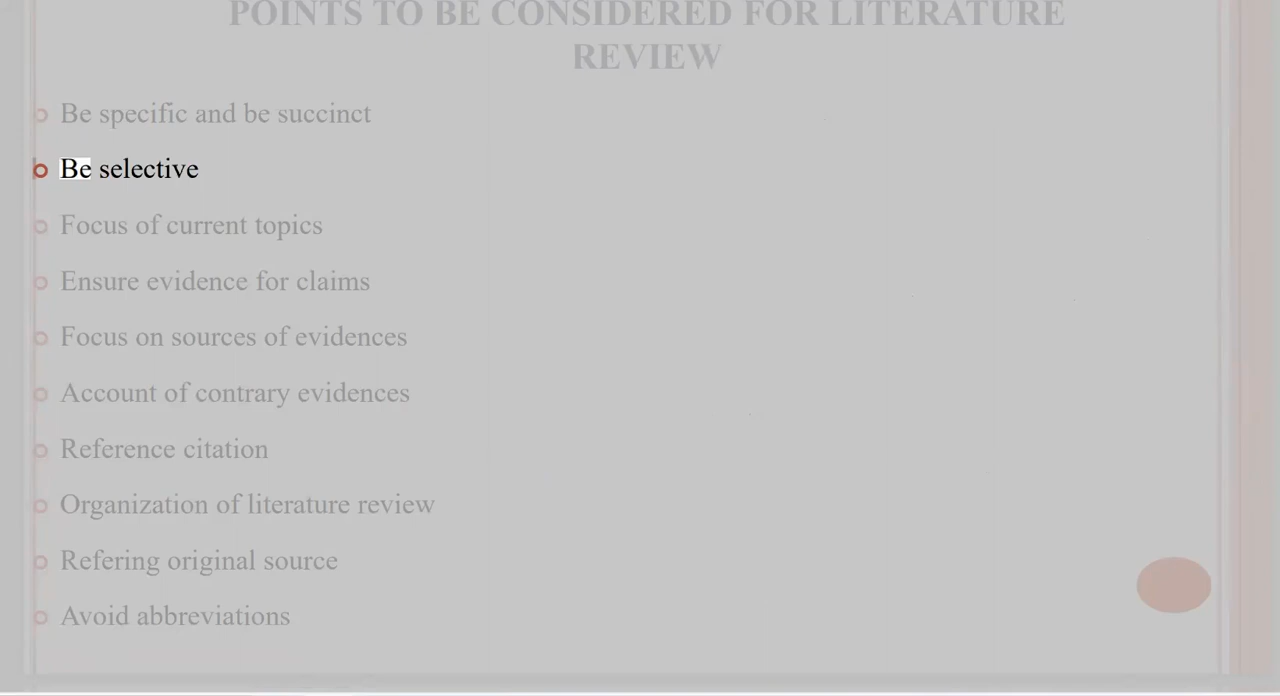 POINTS TO BE CONSIDERED FOR LITERATURE
REVIEW
Be specific and be succinct
Be selective
Focus of current topics
Ensure evidence for claims
Focus on sources of evidences
Account of contrary evidences
Reference citation
Organization of literature review
Refering original source
Avoid abbreviations